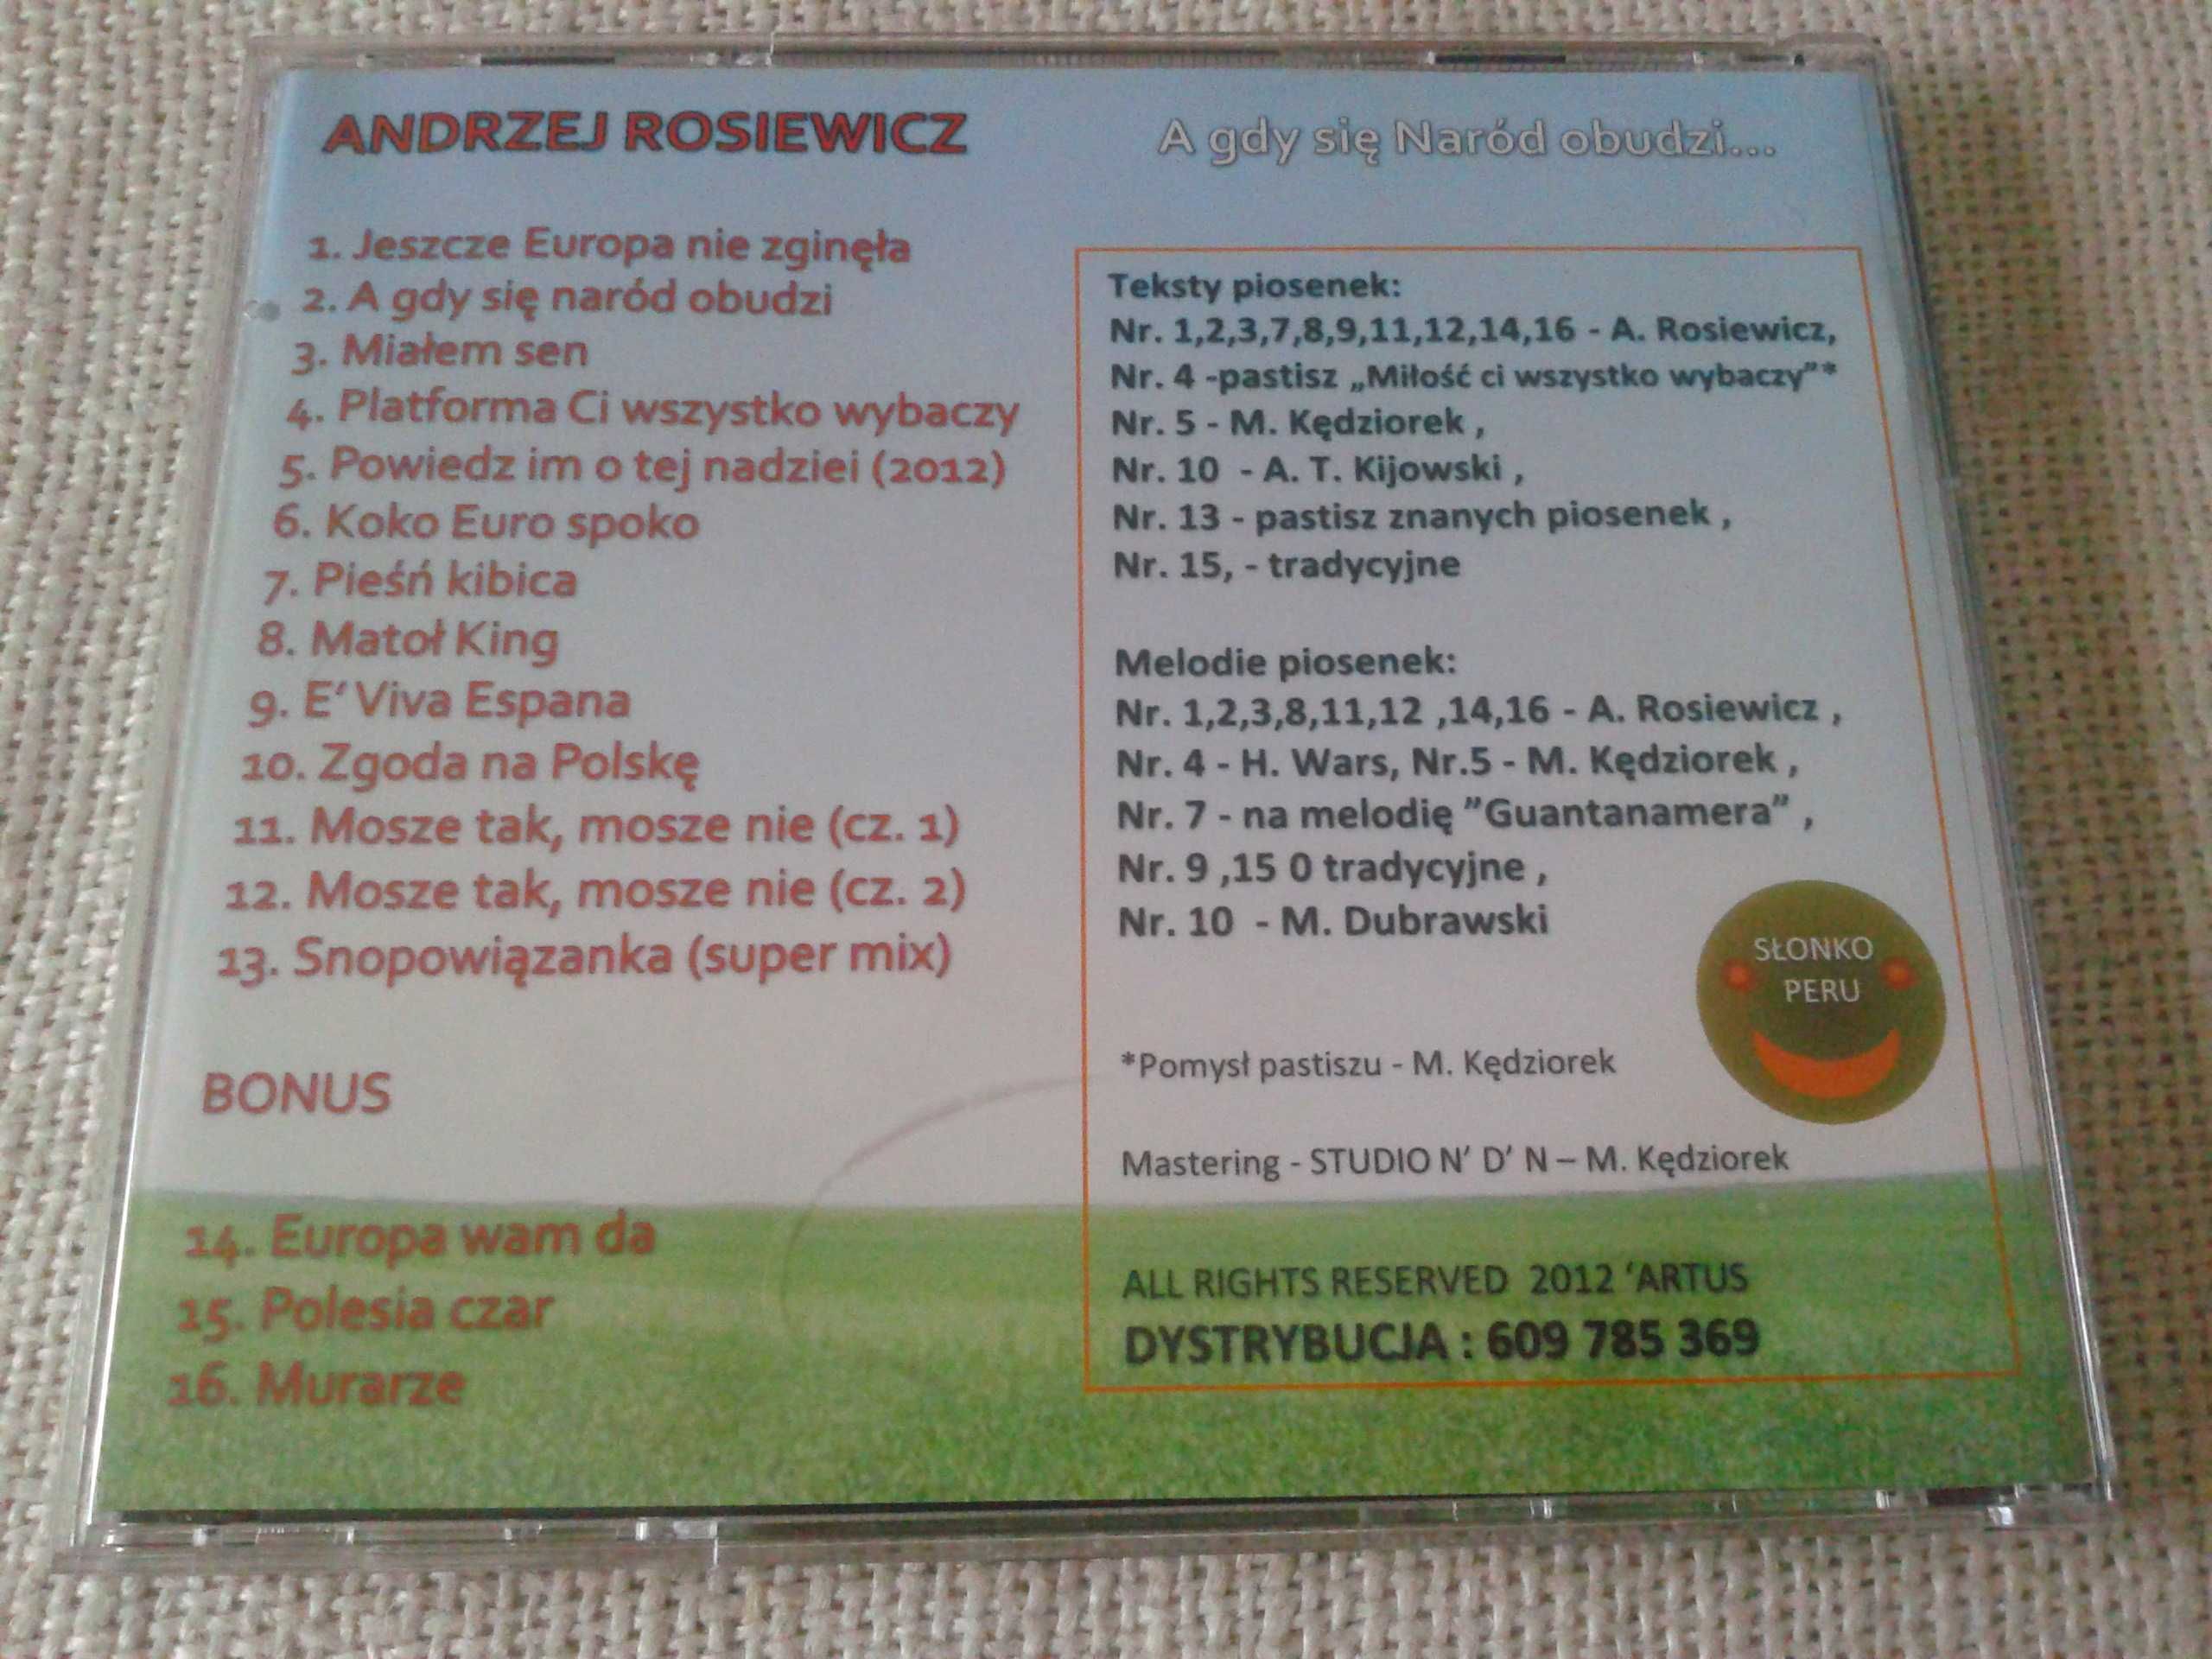 ANDRZEJ ROSIEWICZ
A gdy się Naród obudzi...
1. Jeszcze Europa nie zginęła
2. A gdy się naród obudzi
3. Miałem sen
4. Platforma Ci wszystko wybaczy
5. Powiedz im o tej nadziei (2012)
6. Koko Euro spoko
7. Pieśń kibica
8. Matoł King
9. E' Viva Espana
10. Zgoda na Polskę
11. Mosze tak, mosze nie (cz. 1)
12. Mosze tak, mosze nie (cz. 2)
13. Snopowiązanka (super mix)
BONUS
14. Europa wam da
15. Polesia czar
16. Murarze
Teksty piosenek:
Nr. 1,2,3,7,8,9,11,12,14,16 - A. Rosiewicz,
Nr. 4 -pastisz „Miłość ci wszystko wybaczy”*
Nr. 5 - M. Kędziorek ,
Nr. 10  - A. T. Kijowski ,
Nr. 13 - pastisz znanych piosenek ,
Nr. 15, - tradycyjne
Melodie piosenek:
Nr. 1,2,3,8,11,12 ,14,16 - A. Rosiewicz ,
Nr. 4 - H. Wars, Nr.5 - M. Kędziorek ,
Nr. 7 - na melodię ”Guantanamera” ,
Nr. 9 ,15 0 tradycyjne ,
Nr. 10  - M. Dubrawski
SŁONKO
PERU
*Pomysł pastiszu - M. Kędziorek
Mastering - STUDIO N’ D’ N – M. Kędziorek
ALL RIGHTS RESERVED  2012 ‘ARTUS
DYSTRYBUCJA : 609 785 369